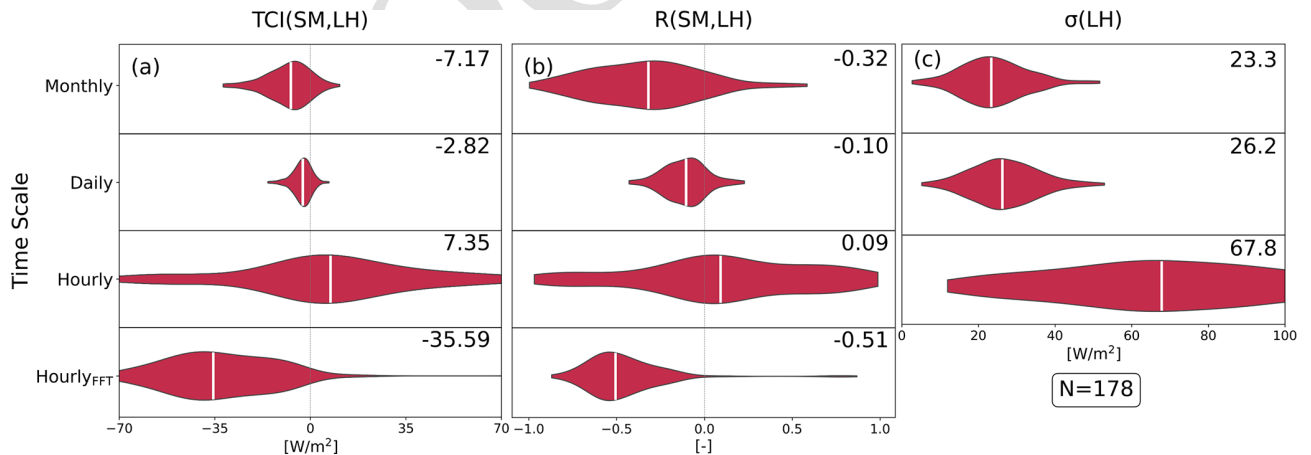 TCI(SM,LH) R(SM,LH) σ(LH)
(a) -7.17 (b) -0.32 (c) 23.3
Monthly
-2.82 -0.10 26.2
Daily
7.35 0.09 67.8
Hourly
-35.59 -0.51
Hourly_FFT
Time Scale
0 20 40 60 80 100
[W/m²]
N=178
-70 -35 0 35 70
[W/m²]
-1.0 -0.5 0.0 0.5 1.0
[-]